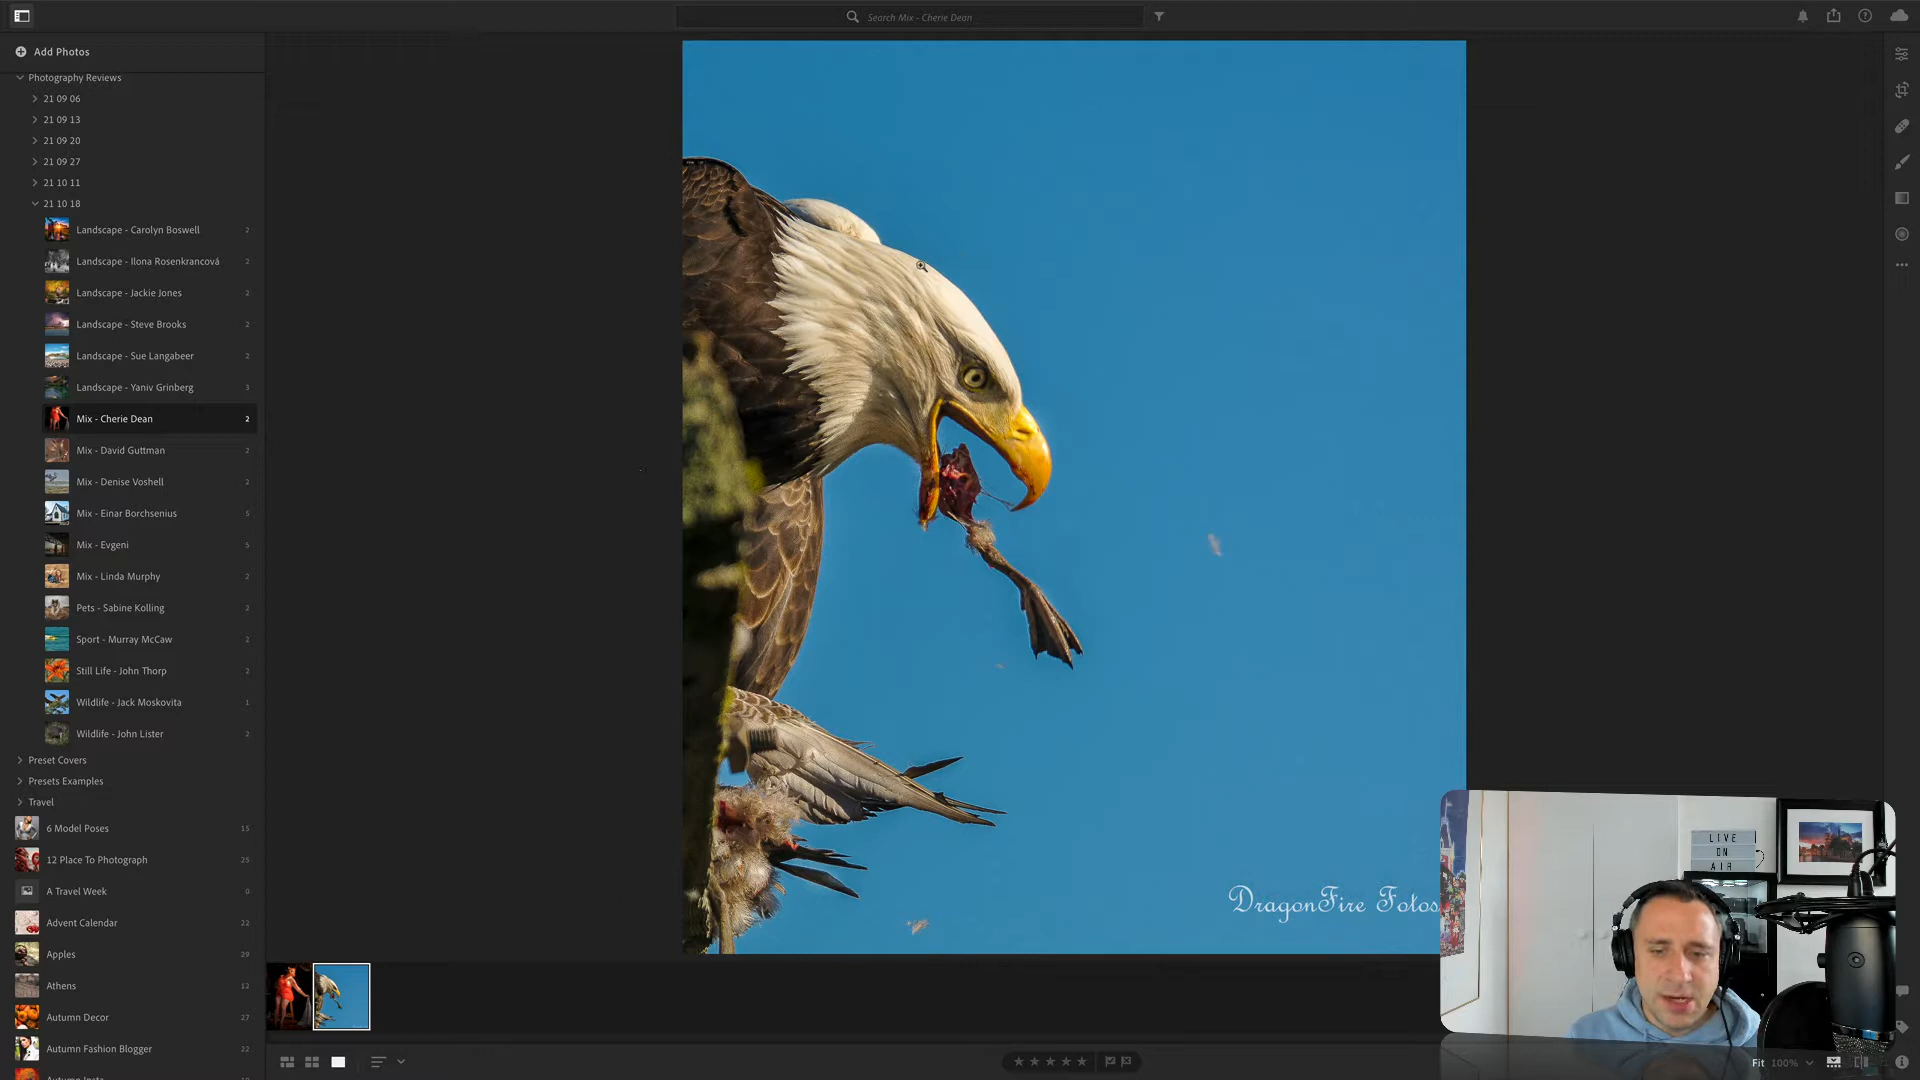 Search Mix - Cherie Dean
Add Photos
Photography Reviews
21 09 06
21 09 13
21 09 20
21 09 27
21 10 11
21 10 18
Landscape - Carolyn Boswell 2
Landscape - Ilona Rosenkrancová 2
Landscape - Jackie Jones 2
Landscape - Steve Brooks 2
Landscape - Sue Langabeer 2
Landscape - Yaniv Grinberg 3
Mix - Cherie Dean 2
Mix - David Guttman 2
Mix - Denise Voshell 2
Mix - Einar Borchsenius 5
Mix - Evgeni 5
Mix - Linda Murphy 2
Pets - Sabine Kolling 2
Sport - Murray McCaw 2
Still Life - John Thorp 2
Wildlife - Jack Moskovita 1
Wildlife - John Lister 2
Preset Covers
Presets Examples
Travel
6 Model Poses 15
12 Place To Photograph 25
A Travel Week 0
Advent Calendar 22
Apples 29
Athens 12
Autumn Decor 27
Autumn Fashion Blogger 22
DragonFire Fotos
LIVE
ON
AIR
Fit 100%